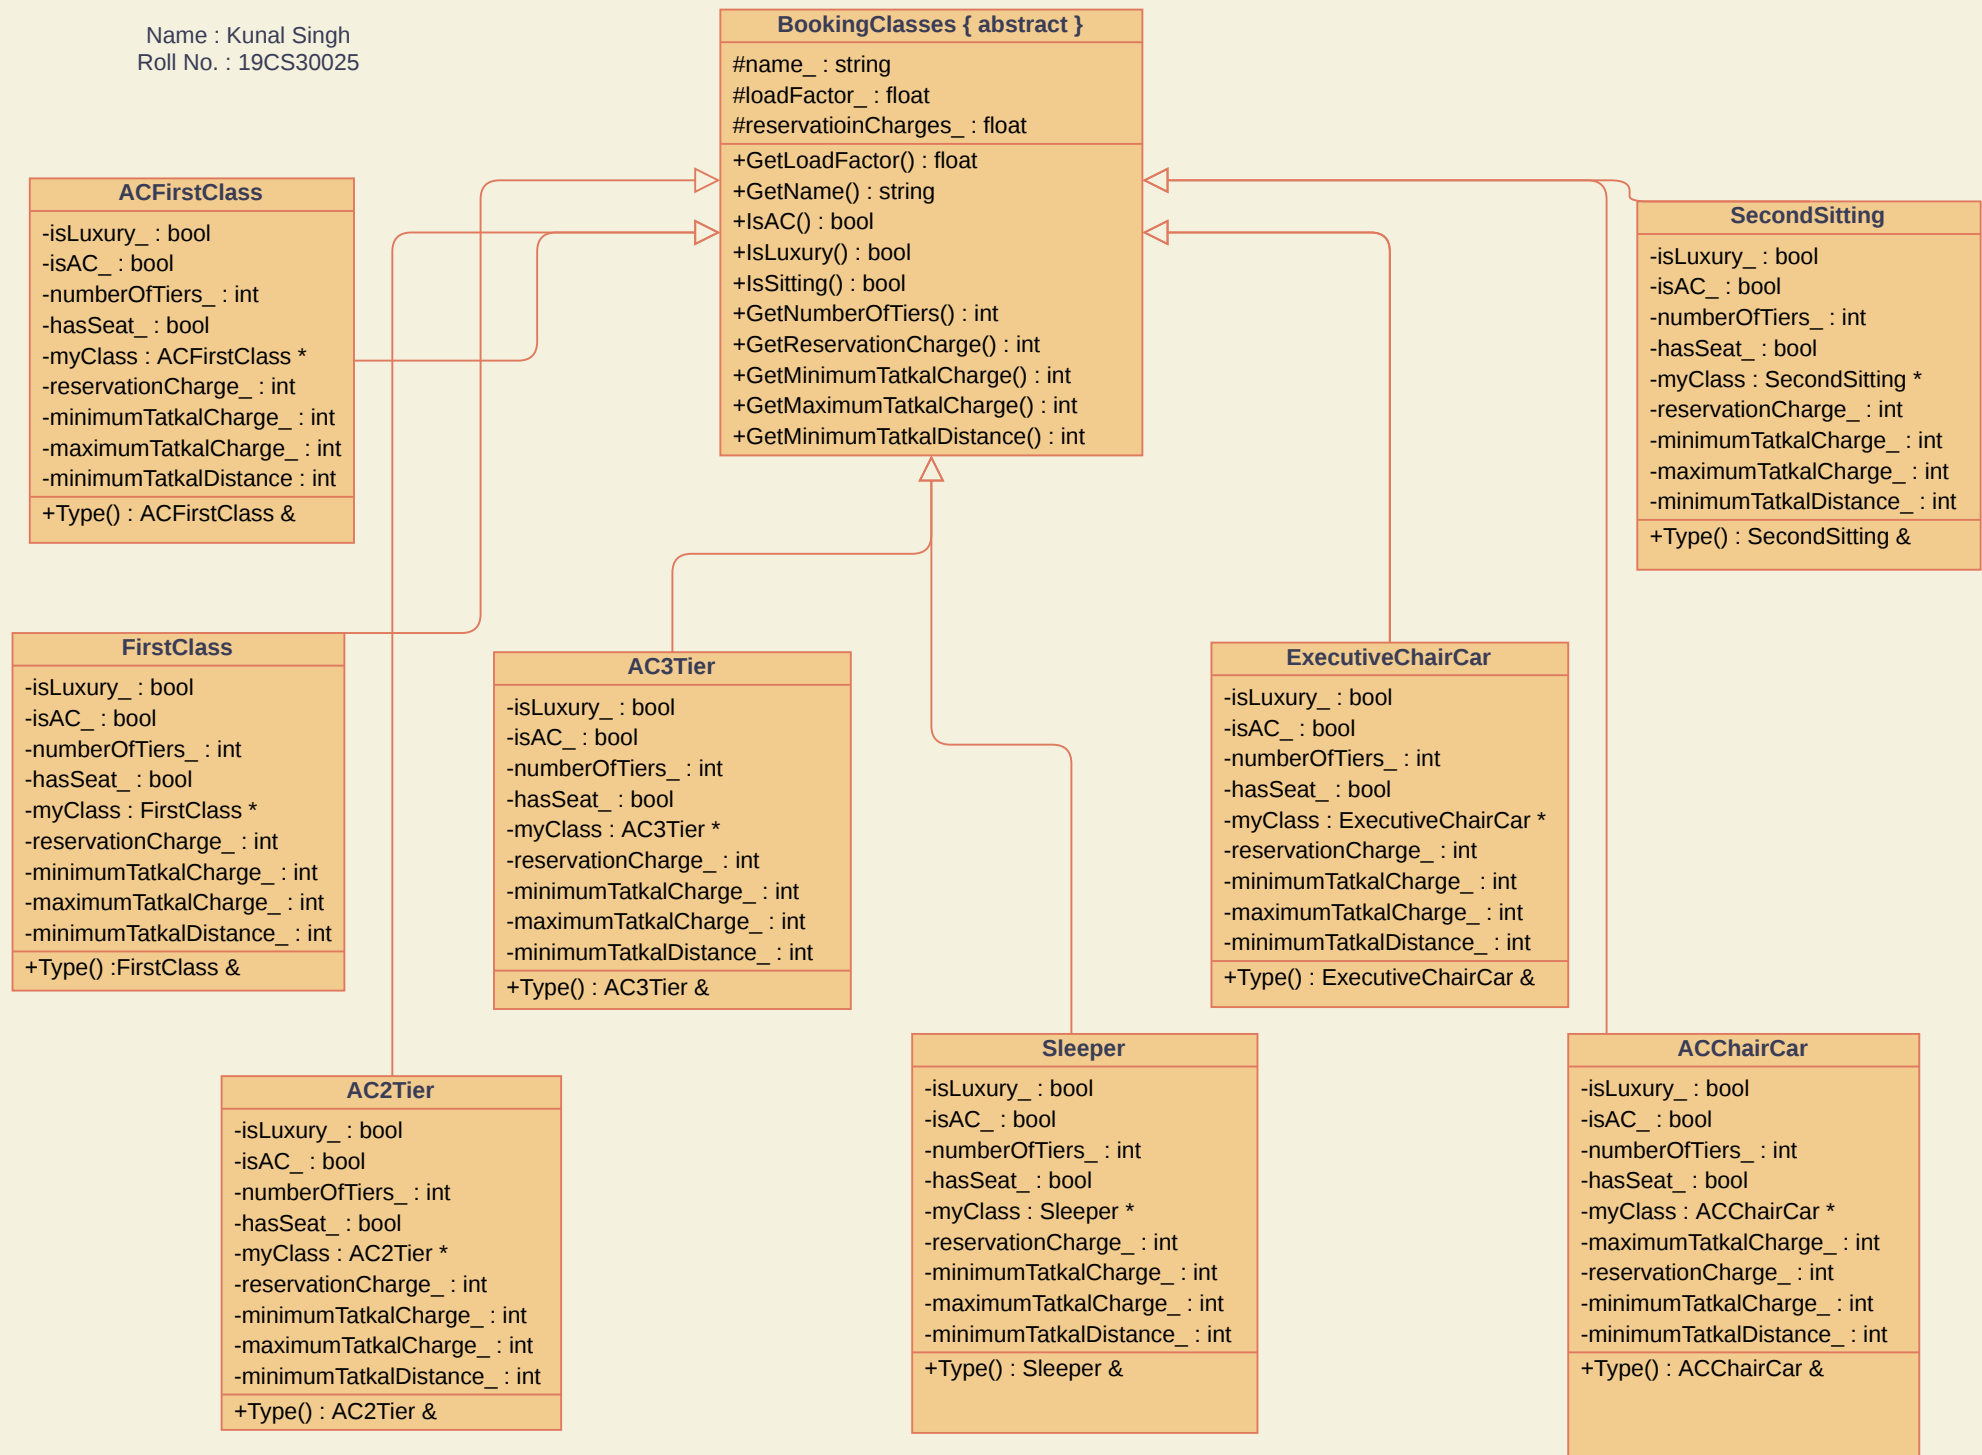 Name : Kunal Singh
Roll No. : 19CS30025
BookingClasses { abstract }
#name_ : string
#loadFactor_ : float
#reservatioinCharges_ : float
+GetLoadFactor() : float
+GetName() : string
+IsAC() : bool
+IsLuxury() : bool
+IsSitting() : bool
+GetNumberOfTiers() : int
+GetReservationCharge() : int
+GetMinimumTatkalCharge() : int
+GetMaximumTatkalCharge() : int
+GetMinimumTatkalDistance() : int
ACFirstClass
-isLuxury_ : bool
-isAC_ : bool
-numberOfTiers_ : int
-hasSeat_ : bool
-myClass : ACFirstClass *
-reservationCharge_ : int
-minimumTatkalCharge_ : int
-maximumTatkalCharge_ : int
-minimumTatkalDistance : int
+Type() : ACFirstClass &
SecondSitting
-isLuxury_ : bool
-isAC_ : bool
-numberOfTiers_ : int
-hasSeat_ : bool
-myClass : SecondSitting *
-reservationCharge_ : int
-minimumTatkalCharge_ : int
-maximumTatkalCharge_ : int
-minimumTatkalDistance_ : int
+Type() : SecondSitting &
FirstClass
-isLuxury_ : bool
-isAC_ : bool
-numberOfTiers_ : int
-hasSeat_ : bool
-myClass : FirstClass *
-reservationCharge_ : int
-minimumTatkalCharge_ : int
-maximumTatkalCharge_ : int
-minimumTatkalDistance_ : int
+Type() :FirstClass &
AC3Tier
-isLuxury_ : bool
-isAC_ : bool
-numberOfTiers_ : int
-hasSeat_ : bool
-myClass : AC3Tier *
-reservationCharge_ : int
-minimumTatkalCharge_ : int
-maximumTatkalCharge_ : int
-minimumTatkalDistance_ : int
+Type() : AC3Tier &
ExecutiveChairCar
-isLuxury_ : bool
-isAC_ : bool
-numberOfTiers_ : int
-hasSeat_ : bool
-myClass : ExecutiveChairCar *
-reservationCharge_ : int
-minimumTatkalCharge_ : int
-maximumTatkalCharge_ : int
-minimumTatkalDistance_ : int
+Type() : ExecutiveChairCar &
AC2Tier
-isLuxury_ : bool
-isAC_ : bool
-numberOfTiers_ : int
-hasSeat_ : bool
-myClass : AC2Tier *
-reservationCharge_ : int
-minimumTatkalCharge_ : int
-maximumTatkalCharge_ : int
-minimumTatkalDistance_ : int
+Type() : AC2Tier &
Sleeper
-isLuxury_ : bool
-isAC_ : bool
-numberOfTiers_ : int
-hasSeat_ : bool
-myClass : Sleeper *
-reservationCharge_ : int
-minimumTatkalCharge_ : int
-maximumTatkalCharge_ : int
-minimumTatkalDistance_ : int
+Type() : Sleeper &
ACChairCar
-isLuxury_ : bool
-isAC_ : bool
-numberOfTiers_ : int
-hasSeat_ : bool
-myClass : ACChairCar *
-maximumTatkalCharge_ : int
-reservationCharge_ : int
-minimumTatkalCharge_ : int
-minimumTatkalDistance_ : int
+Type() : ACChairCar &